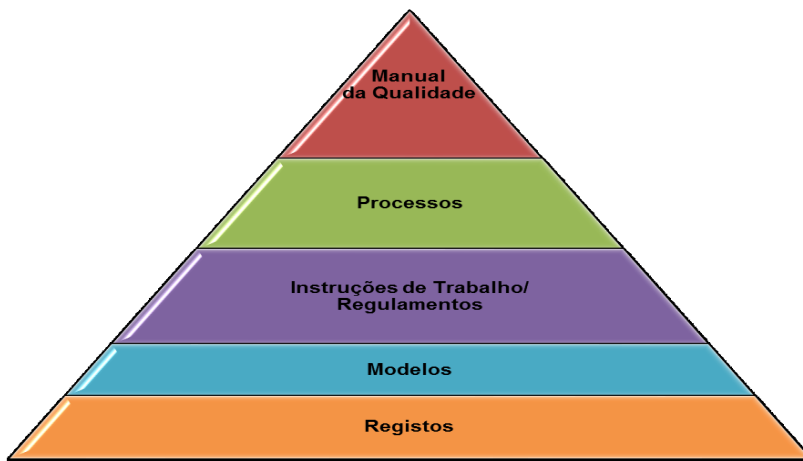 Manual
da Qualidade
Processos
Instruções de Trabalho/
Regulamentos
Modelos
Registos